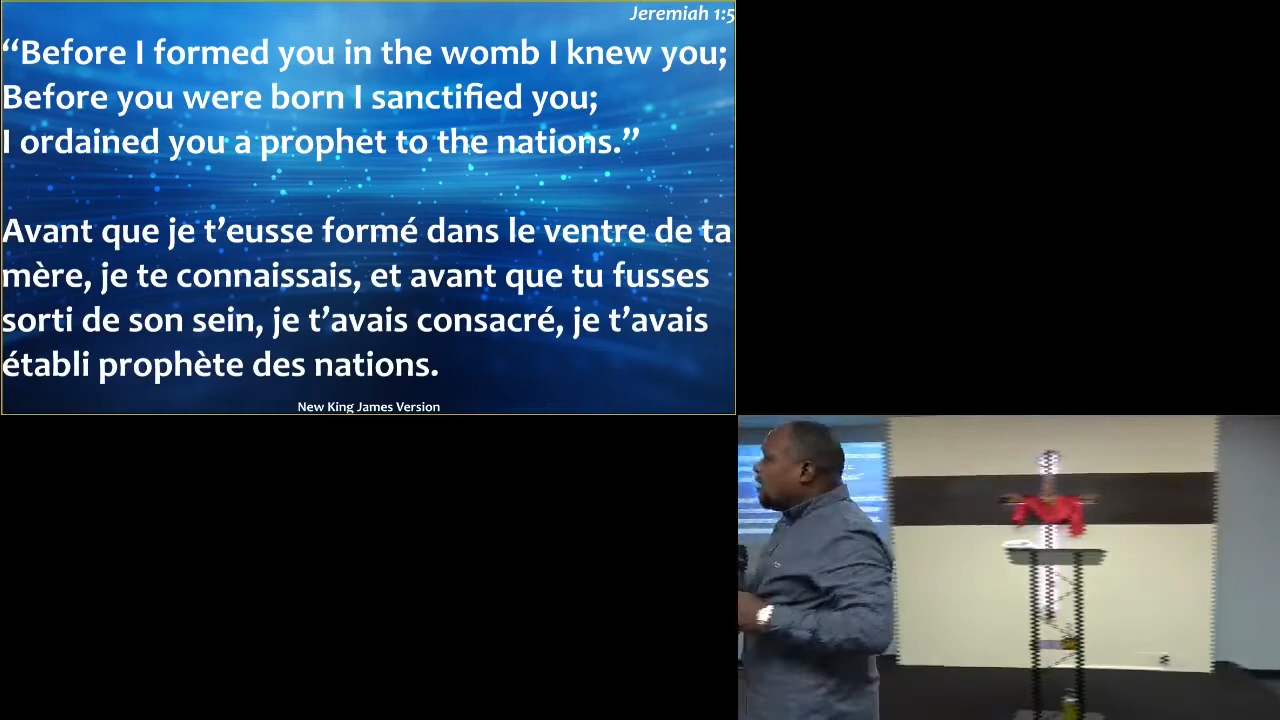 Jeremiah 1:5
“Before I formed you in the womb I knew you;
Before you were born I sanctified you;
I ordained you a prophet to the nations.”
Avant que je t’eusse formé dans le ventre de ta
mère, je te connaissais, et avant que tu fusses
sorti de son sein, je t’avais consacré, je t’avais
établi prophète des nations.
New King James Version